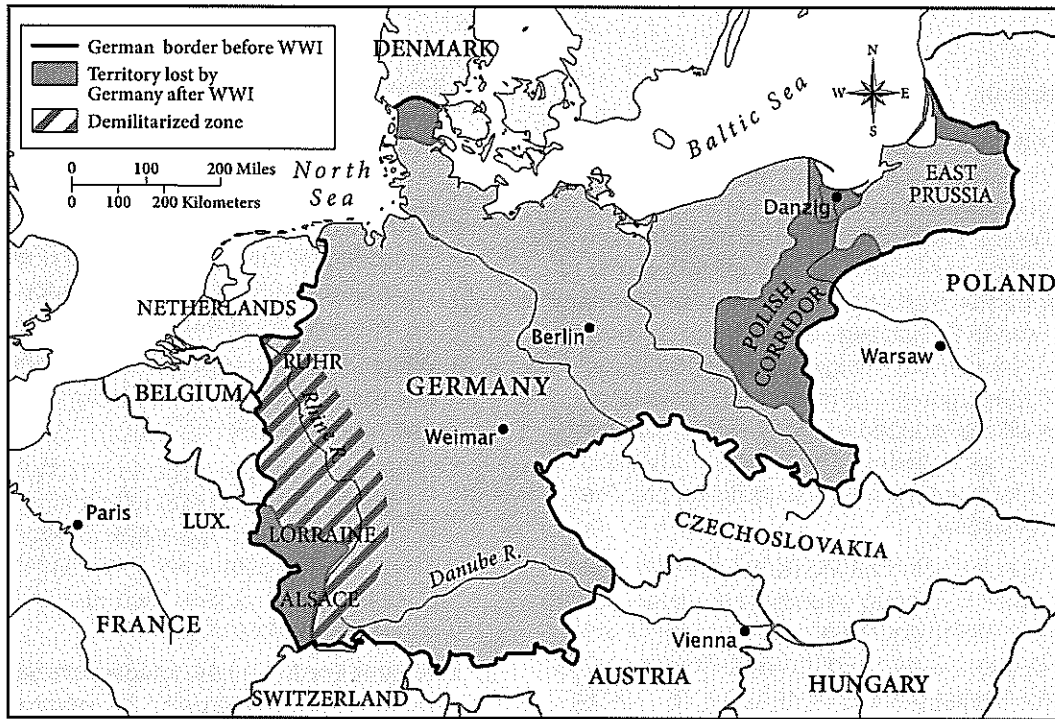 German border before WWI
Territory lost by
Germany after WWI
Demilitarized zone
0 100 200 Miles
0 100 200 Kilometers
DENMARK
N
W E
S
North
Sea
Baltic Sea
EAST
PRUSSIA
Danzig
POLAND
NETHERLANDS
POLISH
CORRIDOR
Berlin
Warsaw
RUHR
BELGIUM
GERMANY
Rhine R.
Weimar
Paris
LUX.
LORRAINE
CZECHOSLOVAKIA
Danube R.
ALSACE
FRANCE
Vienna
AUSTRIA
SWITZERLAND
HUNGARY